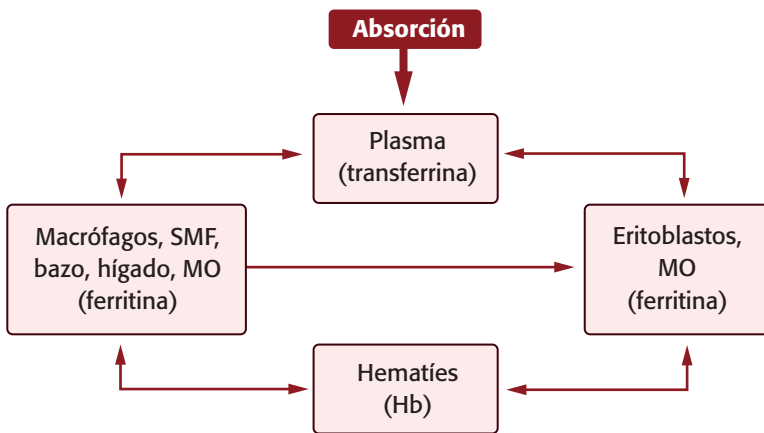 Absorción
Plasma
(transferrina)
Macrófagos, SMF,
bazo, hígado, MO
(ferritina)
Eritoblastos,
MO
(ferritina)
Hematíes
(Hb)